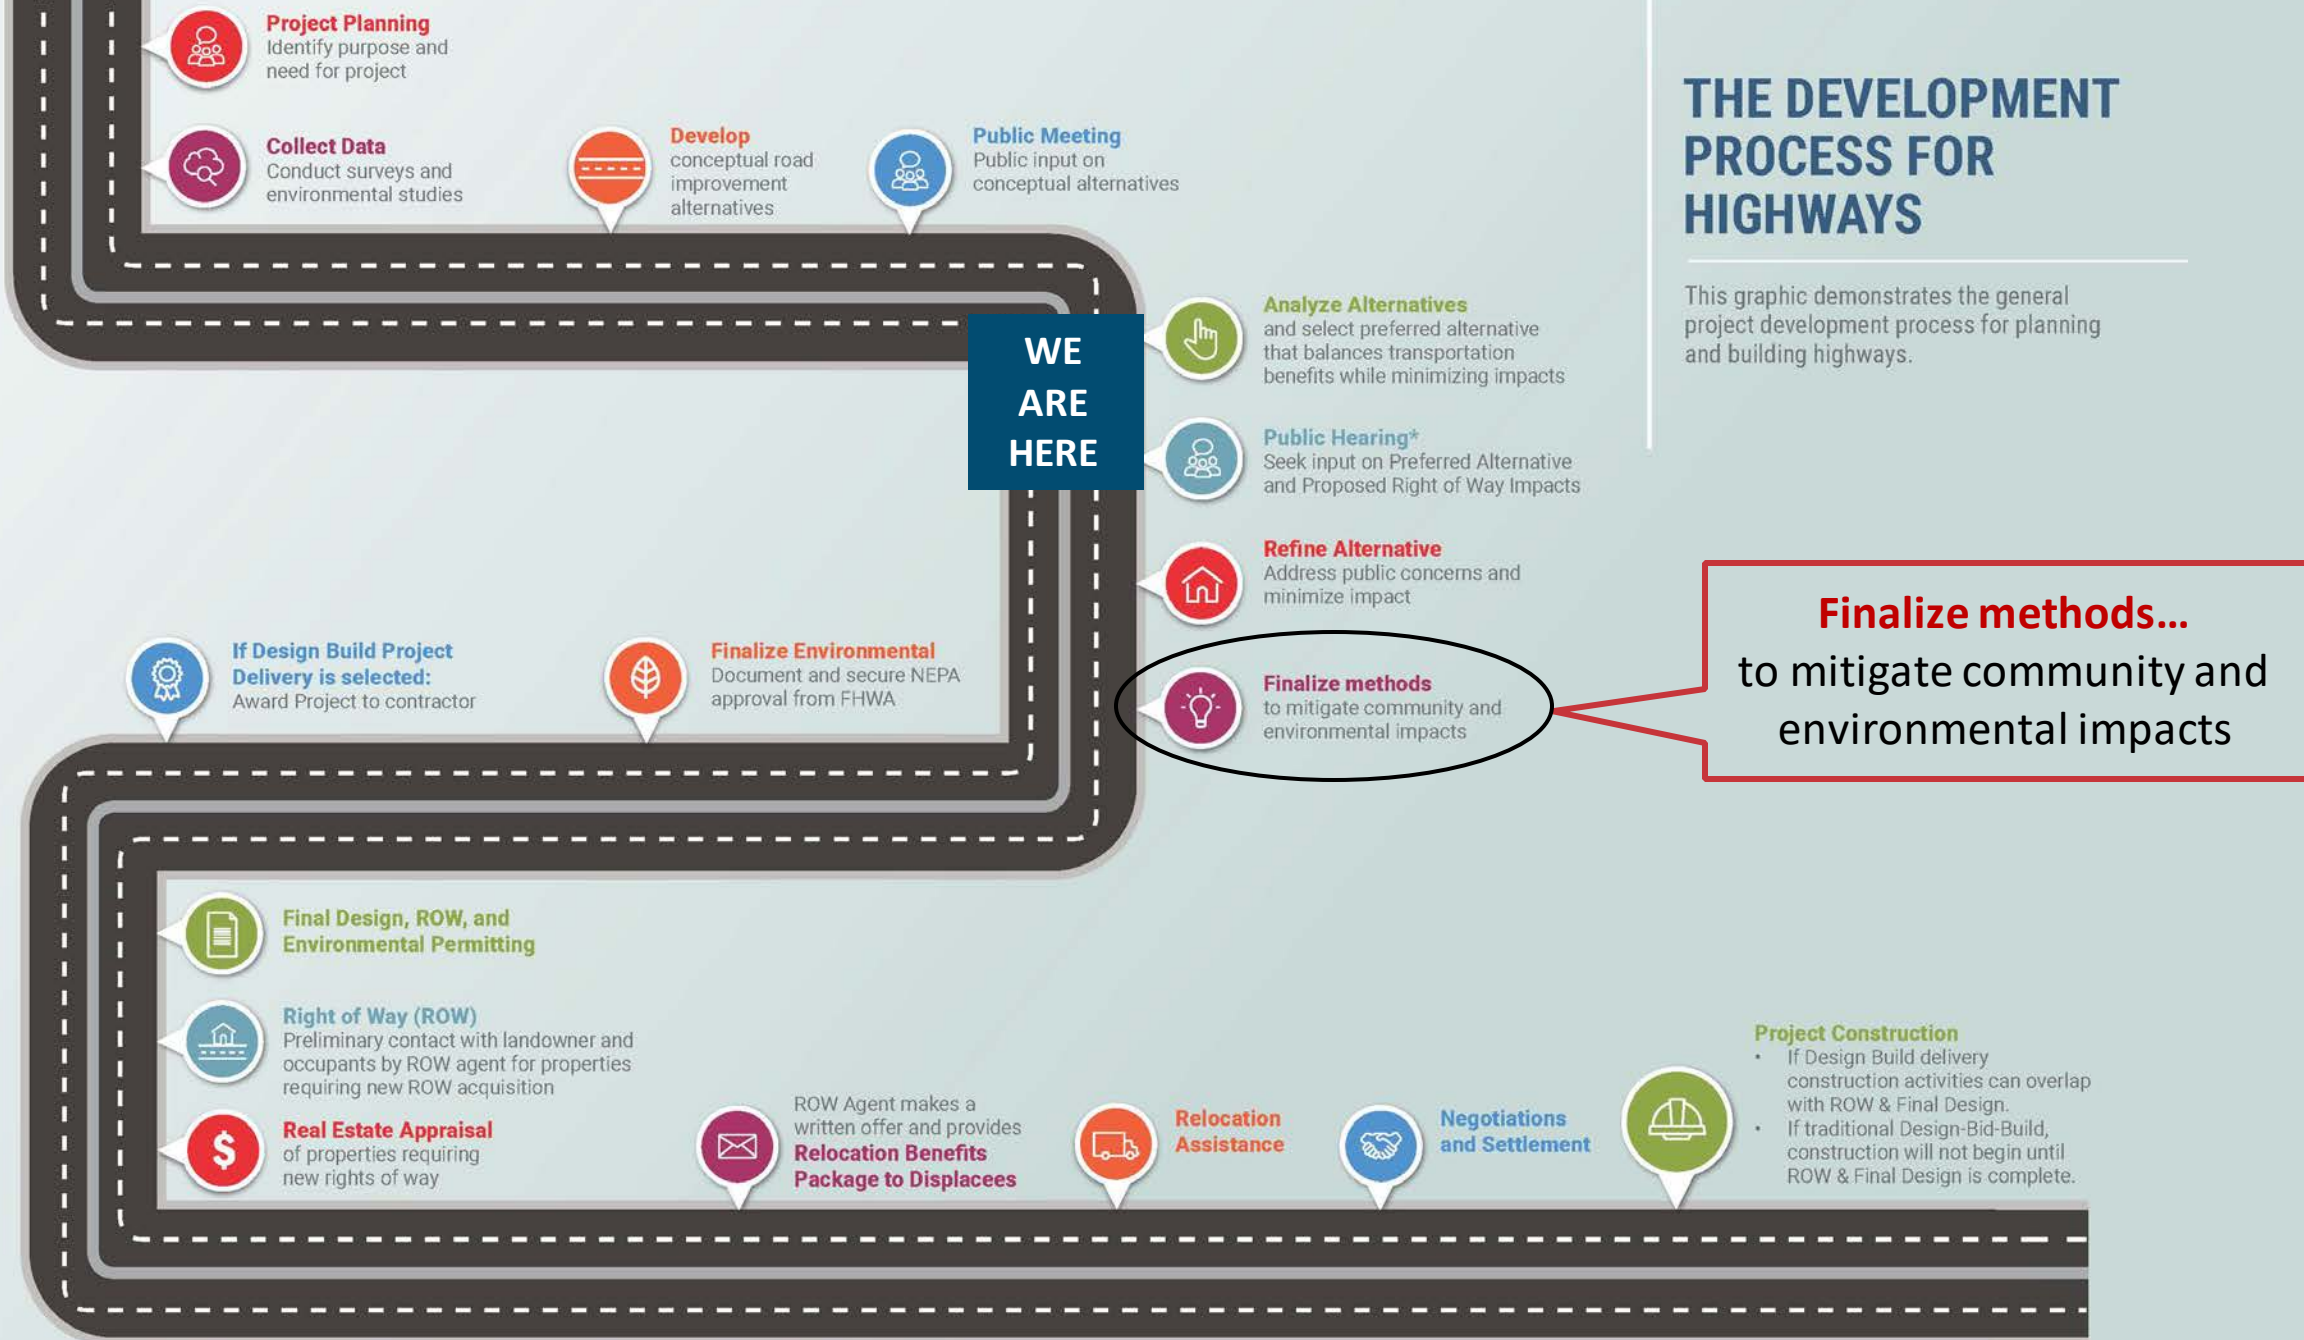 Project Planning
Identify purpose and
need for project
Collect Data
Conduct surveys and
environmental studies
Develop
conceptual road
improvement
alternatives
Public Meeting
Public input on
conceptual alternatives
THE DEVELOPMENT
PROCESS FOR
HIGHWAYS
This graphic demonstrates the general
project development process for planning
and building highways.
WE
ARE
HERE
Analyze Alternatives
and select preferred alternative
that balances transportation
benefits while minimizing impacts
Public Hearing*
Seek input on Preferred Alternative
and Proposed Right of Way Impacts
Refine Alternative
Address public concerns and
minimize impact
Finalize methods
to mitigate community and
environmental impacts
Finalize methods...
to mitigate community and
environmental impacts
Finalize Environmental
Document and secure NEPA
approval from FHWA
If Design Build Project
Delivery is selected:
Award Project to contractor
Final Design, ROW, and
Environmental Permitting
Right of Way (ROW)
Preliminary contact with landowner and
occupants by ROW agent for properties
requiring new ROW acquisition
$
Real Estate Appraisal
of properties requiring
new rights of way
ROW Agent makes a
written offer and provides
Relocation Benefits
Package to Displacees
Relocation
Assistance
Negotiations
and Settlement
Project Construction
• If Design Build delivery
construction activities can overlap
with ROW & Final Design.
• If traditional Design-Bid-Build,
construction will not begin until
ROW & Final Design is complete.